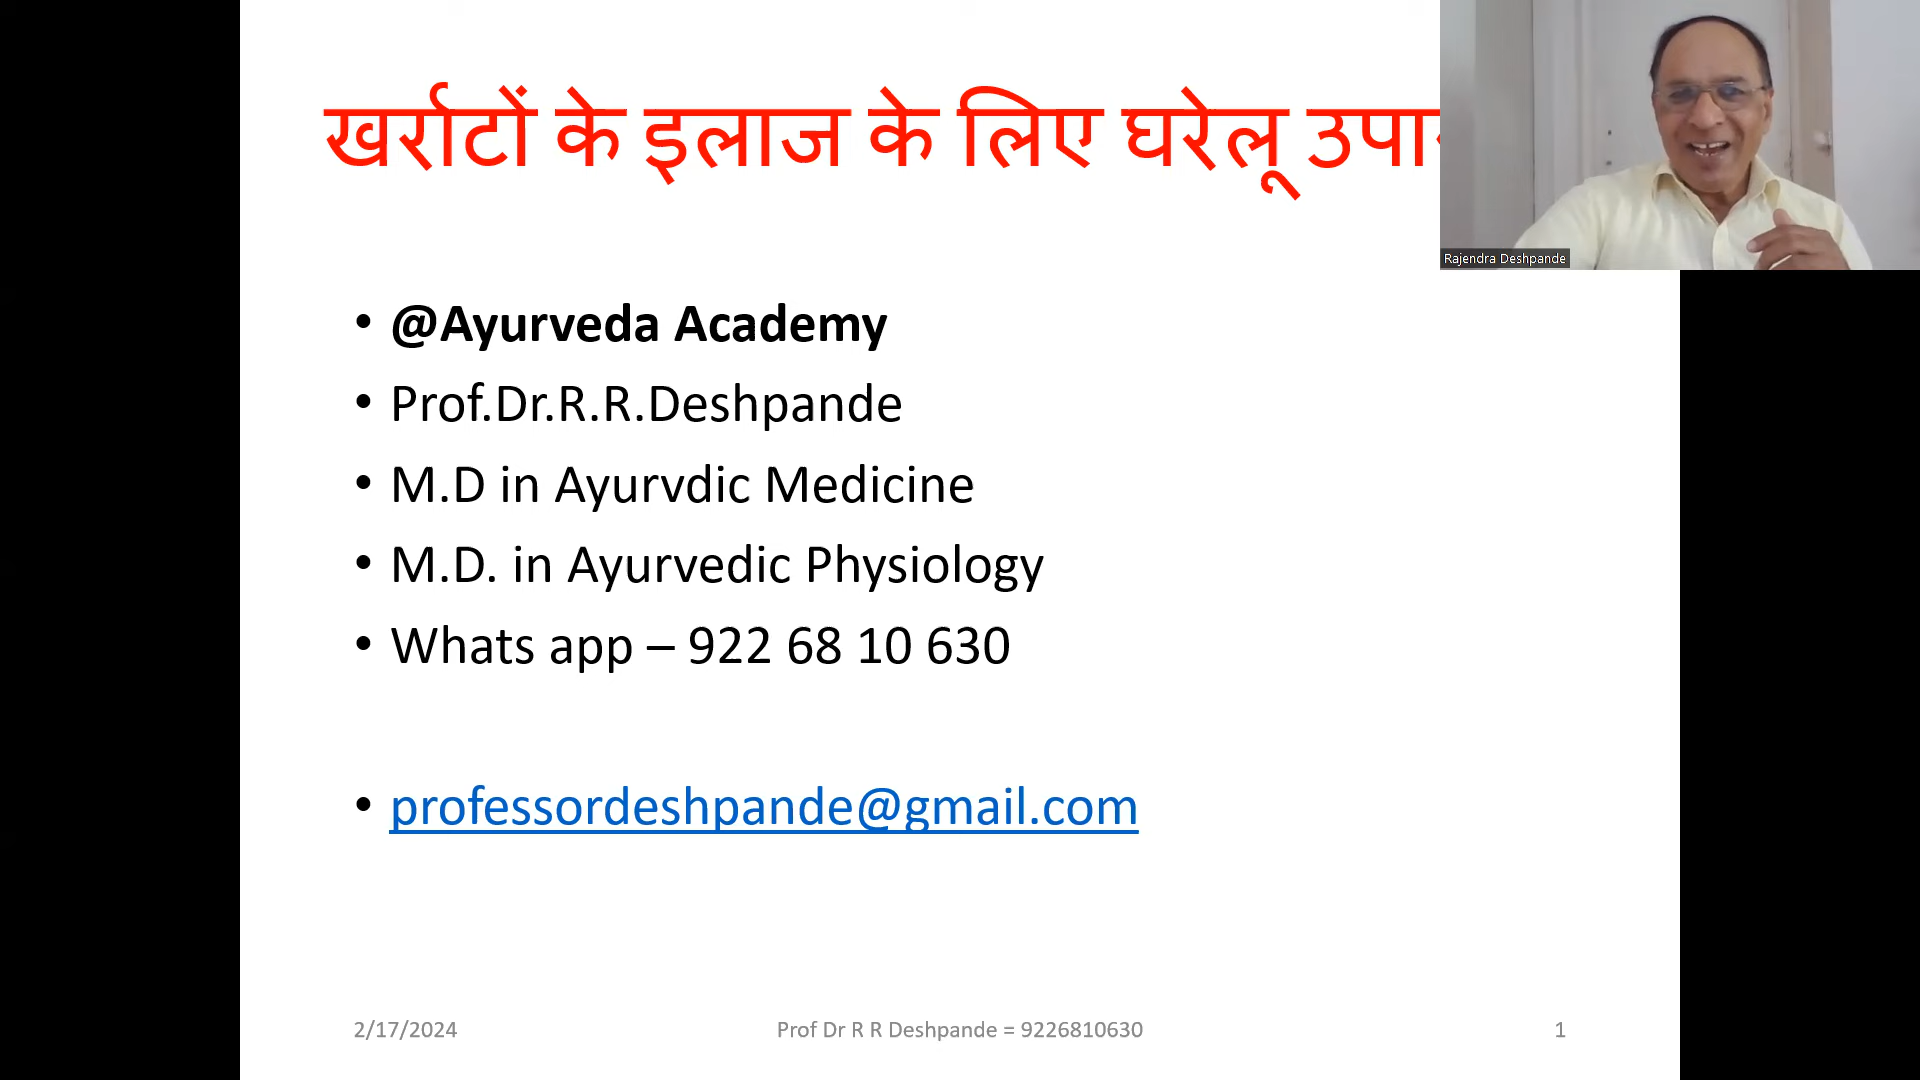 खर्राटों के इलाज के लिए घरेलू
Rajendra Deshpande
• @Ayurveda Academy
• Prof.Dr.R.R.Deshpande
• M.D in Ayurvdic Medicine
• M.D. in Ayurvedic Physiology
• Whats app – 922 68 10 630
• professordeshpande@gmail.com
2/17/2024
Prof Dr R R Deshpande = 9226810630
1